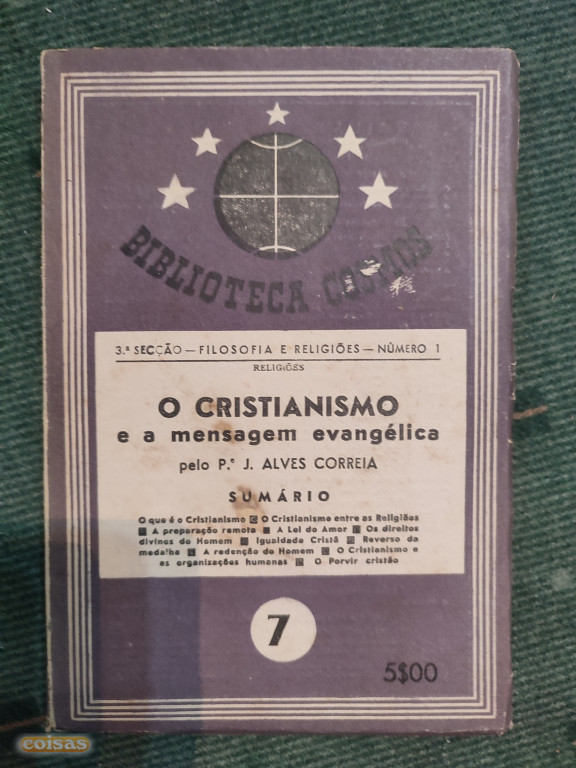 BIBLIOTECA COSMOS
3.ª SECÇÃO — FILOSOFIA E RELIGIÕES — NÚMERO 1
RELIGIÕES
O CRISTIANISMO
e a mensagem evangélica
pelo P.e J. ALVES CORREIA
SUMÁRIO
O que é o Cristianismo ■ O Cristianismo entre as Religiões
■ A preparação remota ■ A Lei do Amor ■ Os direitos
divinos do Homem ■ Igualdade Cristã ■ Reverso da
medalha ■ A redenção do Homem ■ O Cristianismo e
as organizações humanas ■ O Porvir cristão
7
5$00
coisas